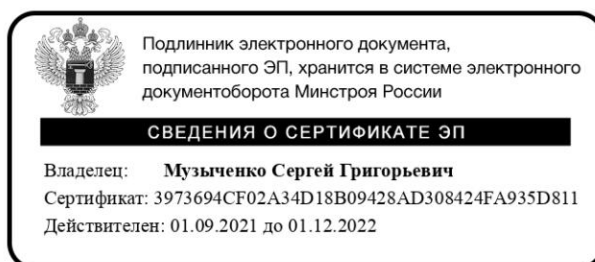 Подлинник электронного документа,
подписанного ЭП, хранится в системе электронного
документоборота Минстроя России
СВЕДЕНИЯ О СЕРТИФИКАТЕ ЭП
Владелец: Музыченко Сергей Григорьевич
Сертификат: 3973694CF02A34D18B09428AD308424FA935D811
Действителен: 01.09.2021 до 01.12.2022